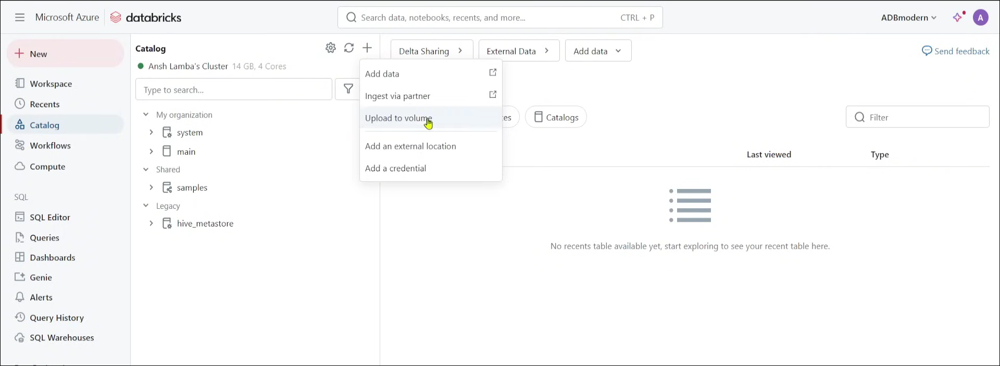 Microsoft Azure
databricks
Search data, notebooks, recents, and more...
CTRL + P
ADBmodern
A
New
Workspace
Recents
Catalog
Workflows
Compute
SQL
SQL Editor
Queries
Dashboards
Genie
Alerts
Query History
SQL Warehouses
Catalog
Ansh Lamba's Cluster 14 GB, 4 Cores
Type to search...
My organization
system
main
Shared
samples
Legacy
hive_metastore
Add data
Ingest via partner
Upload to volume
Add an external location
Add a credential
Delta Sharing
External Data
Add data
Send feedback
Catalogs
Filter
Last viewed
Type
No recents table available yet, start exploring to see your recent table here.